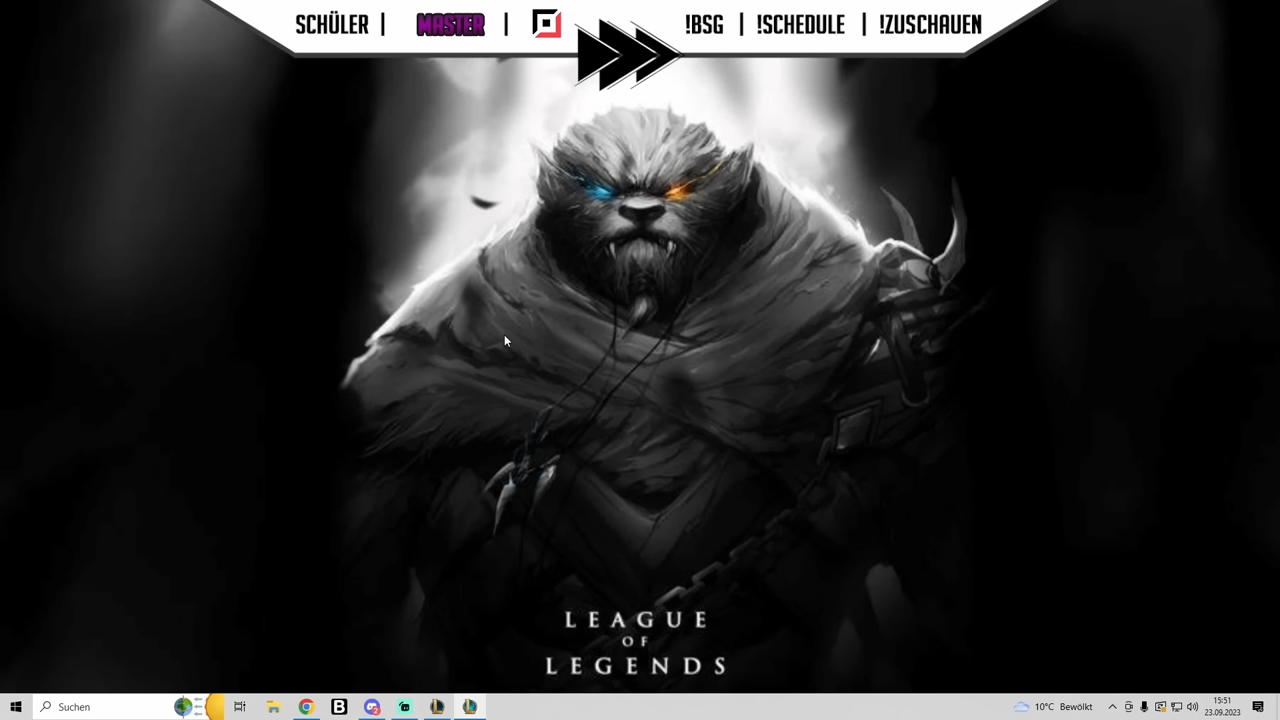 SCHÜLER | MASTER | !BSG | !SCHEDULE | !ZUSCHAUEN
LEAGUE
OF
LEGENDS
Suchen
10°C Bewölkt
15:51
23.09.2023